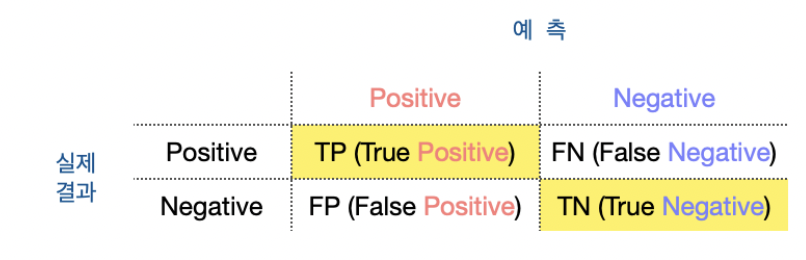 예 측
Positive Negative
실제
결과
Positive TP (True Positive) FN (False Negative)
Negative FP (False Positive) TN (True Negative)